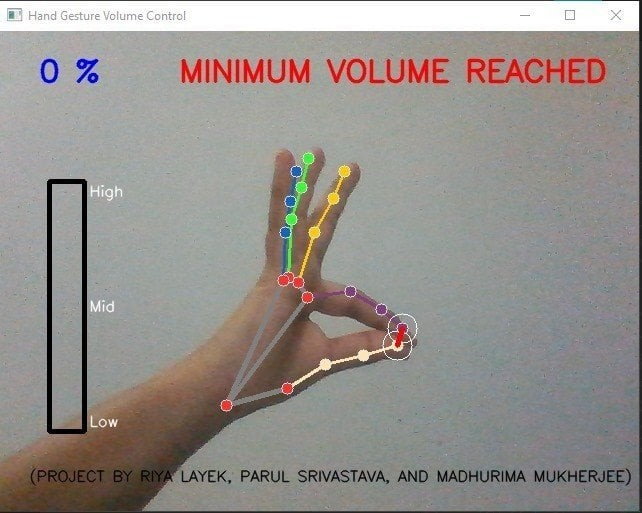 Hand Gesture Volume Control
0 % MINIMUM VOLUME REACHED
High
Mid
Low
(PROJECT BY RIYA LAYEK, PARUL SRIVASTAVA, AND MADHURIMA MUKHERJEE)